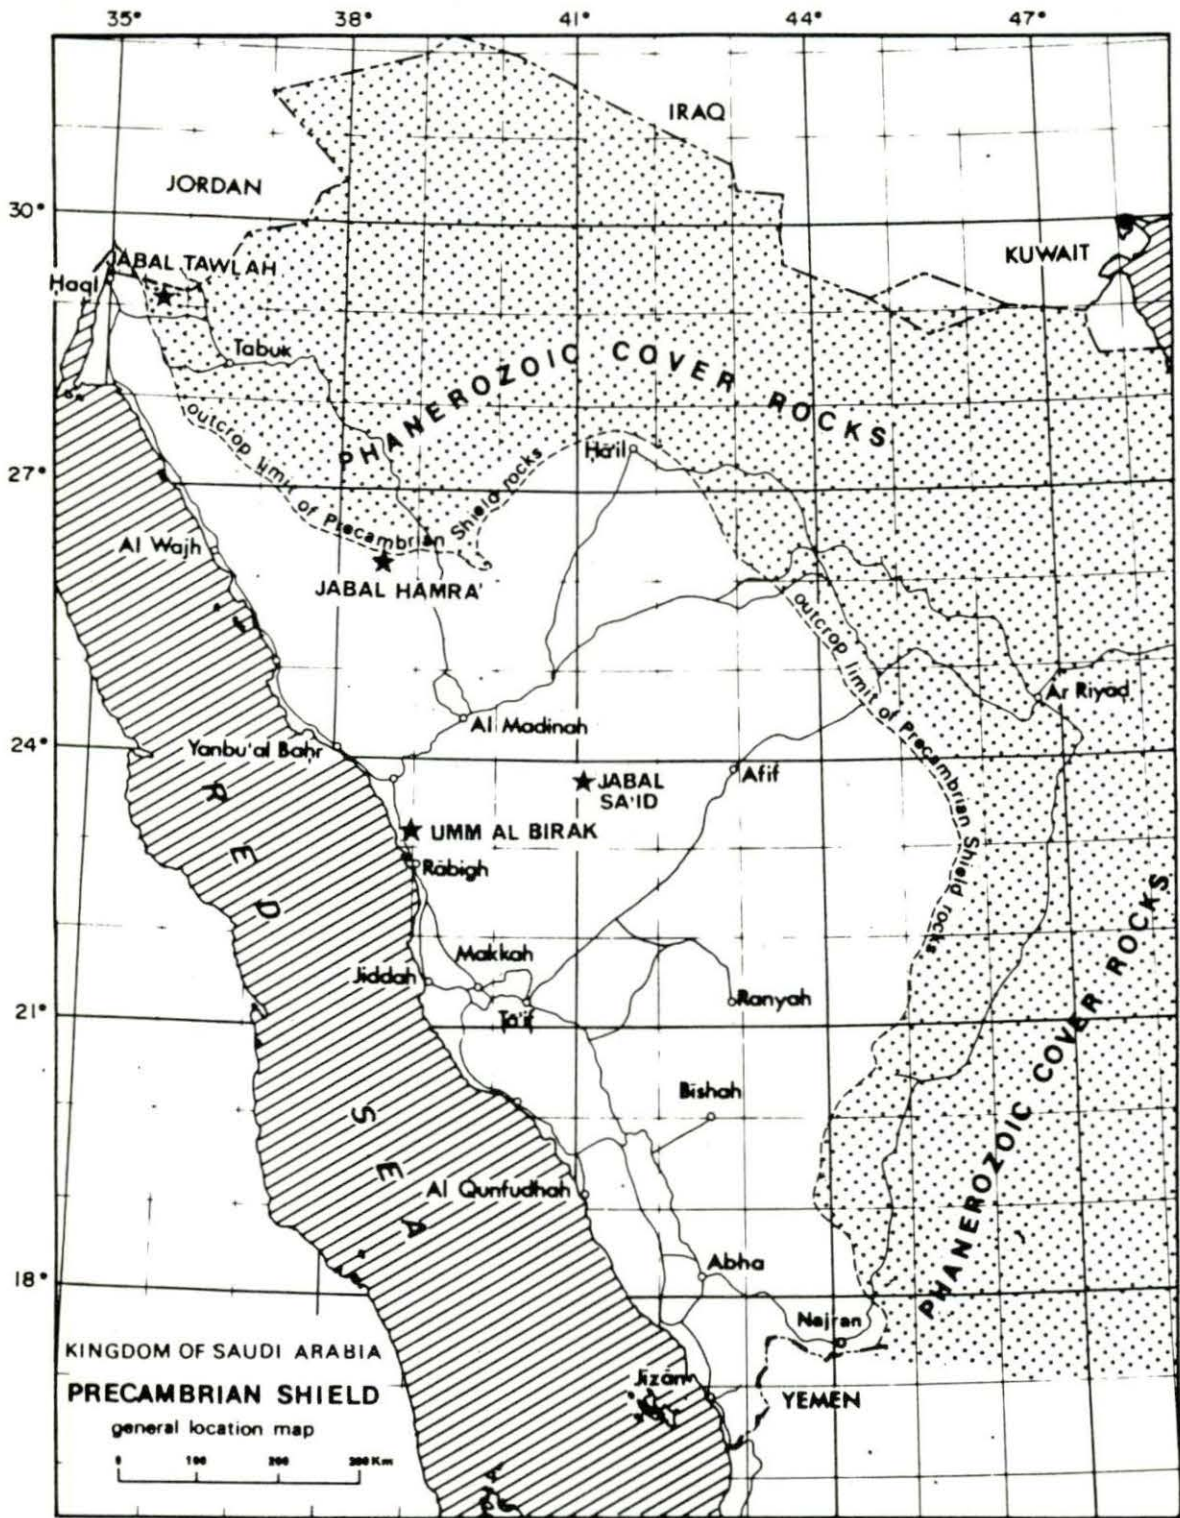 35° 38° 41° 44° 47°
IRAQ
JORDAN
30°
KUWAIT
JABAL TAWLAH
Haql
Tabuk
PHANEROZOIC COVER ROCKS
outcrop limit of Precambrian Shield rocks
Ha'il
27°
Al Wajh
JABAL HAMRA'
outcrop limit of Precambrian Shield rocks
Ar Riyad
Al Madinah
24°
Yanbu'al Bahr
JABAL
SA'ID
Afif
UMM AL BIRAK
Rabigh
RED SEA
Makkah
Jiddah
Ranyah
21°
Ta'if
PHANEROZOIC COVER ROCKS
Bishah
Al Qunfudhah
Abha
18°
Najran
KINGDOM OF SAUDI ARABIA
PRECAMBRIAN SHIELD
general location map
0 100 200 300 Km
Jizan
YEMEN